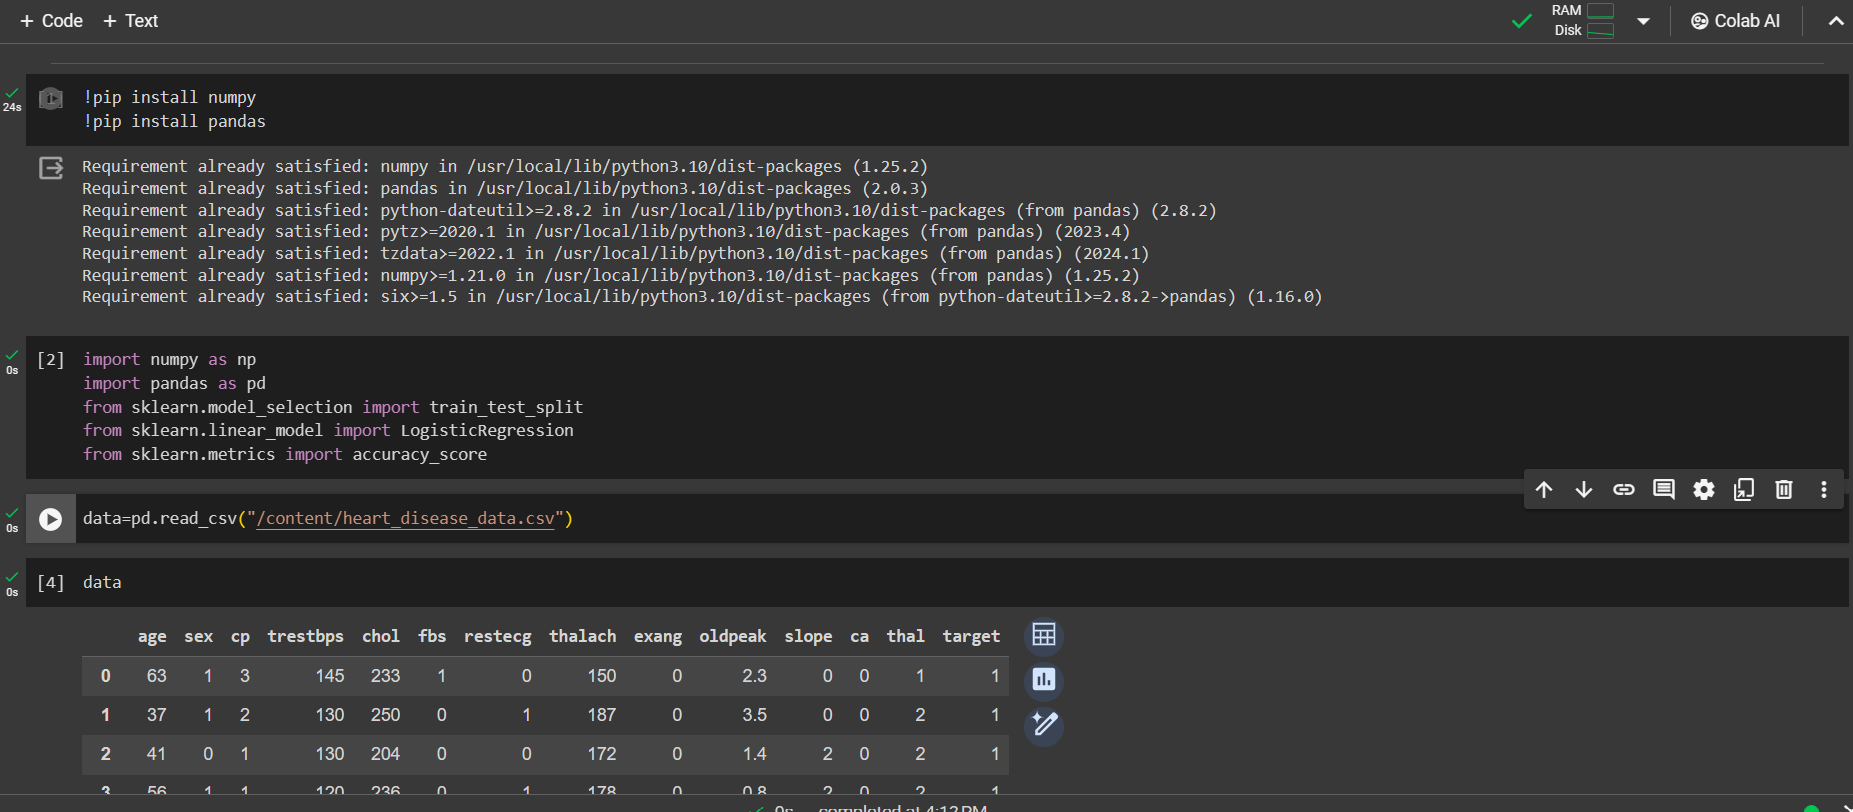 + Code + Text
RAM
Disk
Colab AI
24s
!pip install numpy
!pip install pandas
Requirement already satisfied: numpy in /usr/local/lib/python3.10/dist-packages (1.25.2)
Requirement already satisfied: pandas in /usr/local/lib/python3.10/dist-packages (2.0.3)
Requirement already satisfied: python-dateutil>=2.8.2 in /usr/local/lib/python3.10/dist-packages (from pandas) (2.8.2)
Requirement already satisfied: pytz>=2020.1 in /usr/local/lib/python3.10/dist-packages (from pandas) (2023.4)
Requirement already satisfied: tzdata>=2022.1 in /usr/local/lib/python3.10/dist-packages (from pandas) (2024.1)
Requirement already satisfied: numpy>=1.21.0 in /usr/local/lib/python3.10/dist-packages (from pandas) (1.25.2)
Requirement already satisfied: six>=1.5 in /usr/local/lib/python3.10/dist-packages (from python-dateutil>=2.8.2->pandas) (1.16.0)
0s
[2] import numpy as np
import pandas as pd
from sklearn.model_selection import train_test_split
from sklearn.linear_model import LogisticRegression
from sklearn.metrics import accuracy_score
0s
data=pd.read_csv("/content/heart_disease_data.csv")
0s
[4] data
age sex cp trestbps chol fbs restecg thalach exang oldpeak slope ca thal target
0 63 1 3 145 233 1 0 150 0 2.3 0 0 1 1
1 37 1 2 130 250 0 1 187 0 3.5 0 0 2 1
2 41 0 1 130 204 0 0 172 0 1.4 2 0 2 1
3 56 1 1 120 236 0 1 178 0 0.8 2 0 2 1
0s completed at 4:12 PM